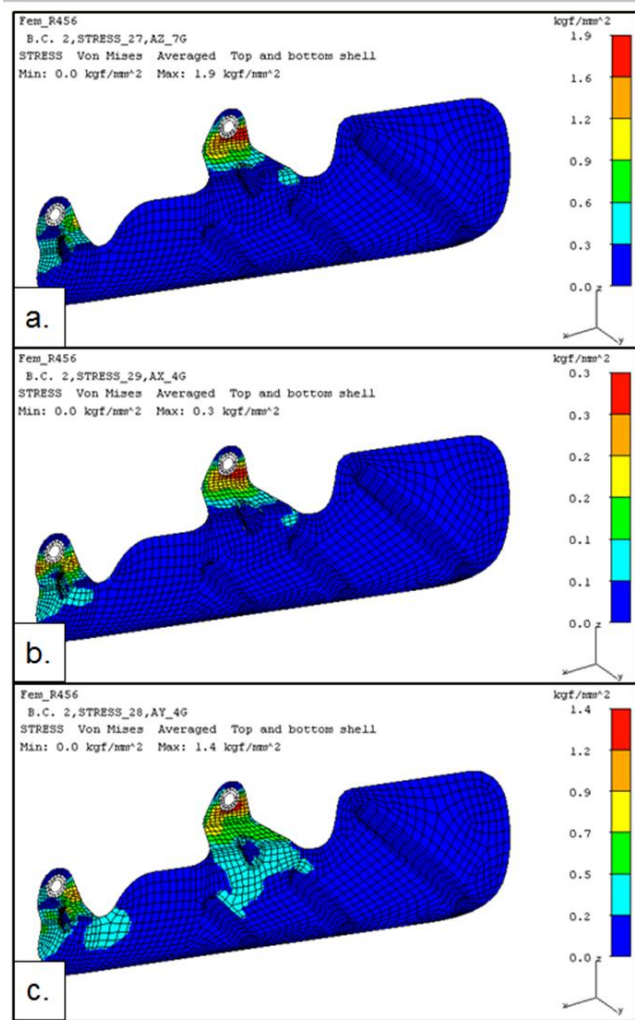 Fem_R456
B.C. 2,STRESS_27,AZ_7G
STRESS Von Mises Averaged Top and bottom shell
Min: 0.0 kgf/mm^2 Max: 1.9 kgf/mm^2
kgf/mm^2
1.9
1.6
1.2
0.9
0.6
0.3
0.0
z
x
y
a.
Fem_R456
B.C. 2,STRESS_29,AX_4G
STRESS Von Mises Averaged Top and bottom shell
Min: 0.0 kgf/mm^2 Max: 0.3 kgf/mm^2
kgf/mm^2
0.3
0.3
0.2
0.2
0.1
0.1
0.0
z
x
y
b.
Fem_R456
B.C. 2,STRESS_28,AY_4G
STRESS Von Mises Averaged Top and bottom shell
Min: 0.0 kgf/mm^2 Max: 1.4 kgf/mm^2
kgf/mm^2
1.4
1.2
0.9
0.7
0.5
0.2
0.0
z
x
y
c.